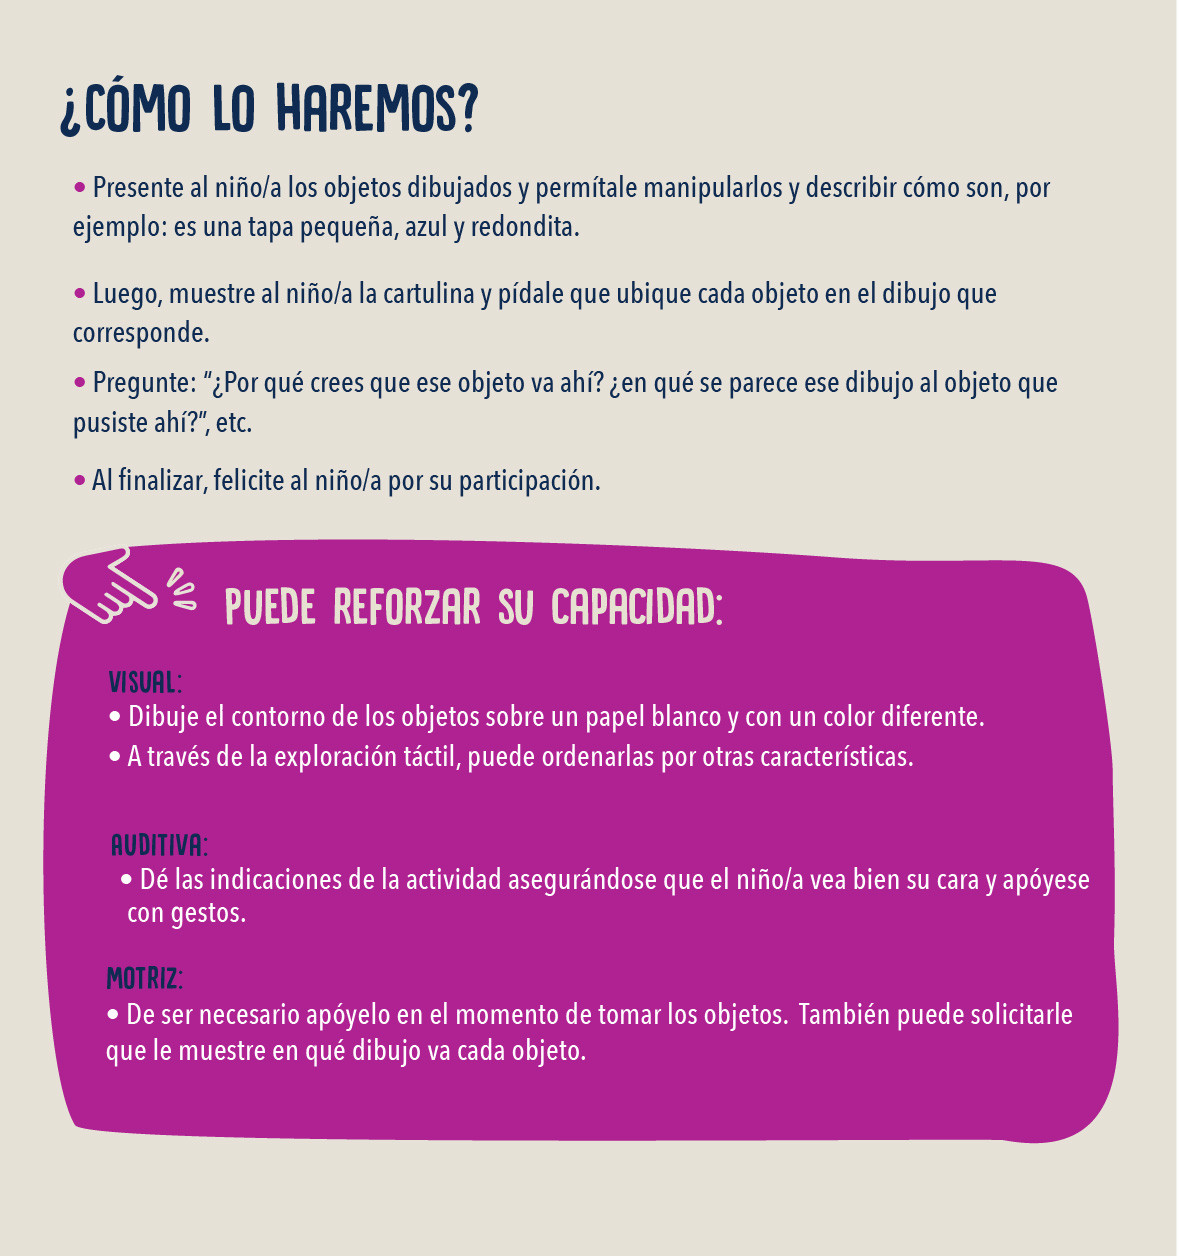 ¿CÓMO LO HAREMOS?
• Presente al niño/a los objetos dibujados y permítale manipularlos y describir cómo son, por
ejemplo: es una tapa pequeña, azul y redondita.
• Luego, muestre al niño/a la cartulina y pídale que ubique cada objeto en el dibujo que
corresponde.
• Pregunte: “¿Por qué crees que ese objeto va ahí? ¿en qué se parece ese dibujo al objeto que
pusiste ahí?”, etc.
• Al finalizar, felicite al niño/a por su participación.
PUEDE REFORZAR SU CAPACIDAD:
VISUAL:
• Dibuje el contorno de los objetos sobre un papel blanco y con un color diferente.
• A través de la exploración táctil, puede ordenarlas por otras características.
AUDITIVA:
• Dé las indicaciones de la actividad asegurándose que el niño/a vea bien su cara y apóyese
con gestos.
MOTRIZ:
• De ser necesario apóyelo en el momento de tomar los objetos. También puede solicitarle
que le muestre en qué dibujo va cada objeto.